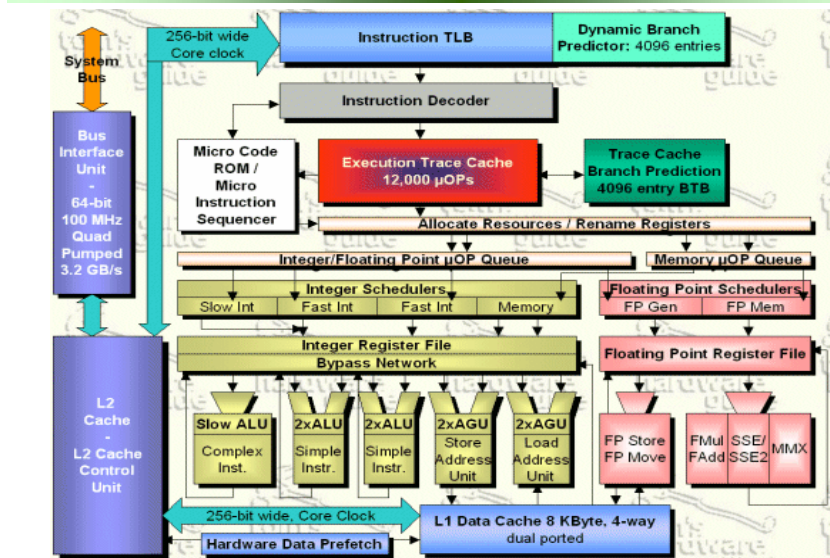 256-bit wide
Core clock
Instruction TLB
Dynamic Branch
Predictor: 4096 entries
System
Bus
Instruction Decoder
Bus
Interface
Unit
-
64-bit
100 MHz
Quad
Pumped
3.2 GB/s
Micro Code
ROM /
Micro
Instruction
Sequencer
Execution Trace Cache
12,000 µOPs
Trace Cache
Branch Prediction
4096 entry BTB
Allocate Resources / Rename Registers
Integer/Floating Point µOP Queue
Memory µOP Queue
Integer Schedulers
Slow Int
Fast Int
Fast Int
Memory
Floating Point Schedulers
FP Gen
FP Mem
Integer Register File
Bypass Network
Floating Point Register File
L2
Cache
-
L2 Cache
Control
Unit
Slow ALU
Complex
Inst.
2xALU
Simple
Instr.
2xALU
Simple
Instr.
2xAGU
Store
Address
Unit
2xAGU
Load
Address
Unit
FP Store
FP Move
FMul
FAdd
SSE/
SSE2
MMX
256-bit wide, Core Clock
L1 Data Cache 8 KByte, 4-way
dual ported
Hardware Data Prefetch
tom's
hardware
guide